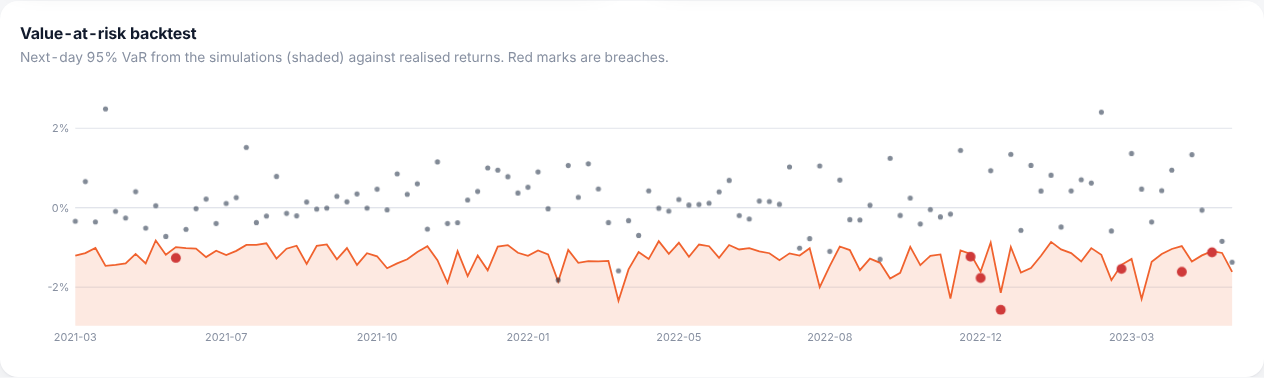 Value-at-risk backtest
Next-day 95% VaR from the simulations (shaded) against realised returns. Red marks are breaches.
2%
0%
-2%
2021-03 2021-07 2021-10 2022-01 2022-05 2022-08 2022-12 2023-03